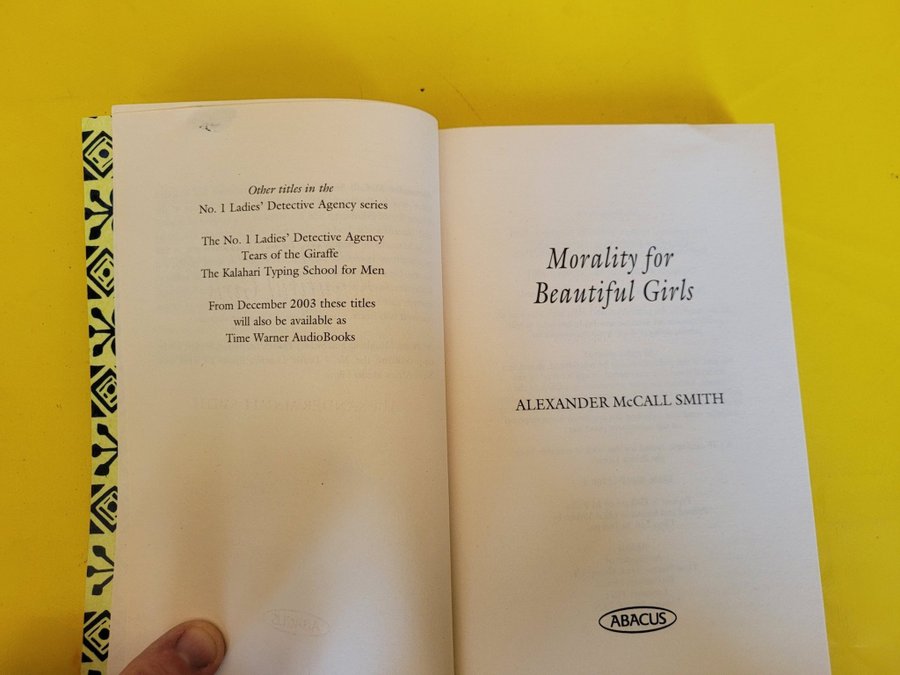 Other titles in the
No. 1 Ladies' Detective Agency series
The No. 1 Ladies' Detective Agency
Tears of the Giraffe
The Kalahari Typing School for Men
From December 2003 these titles
will also be available as
Time Warner AudioBooks
Morality for
Beautiful Girls
ALEXANDER McCALL SMITH
ABACUS